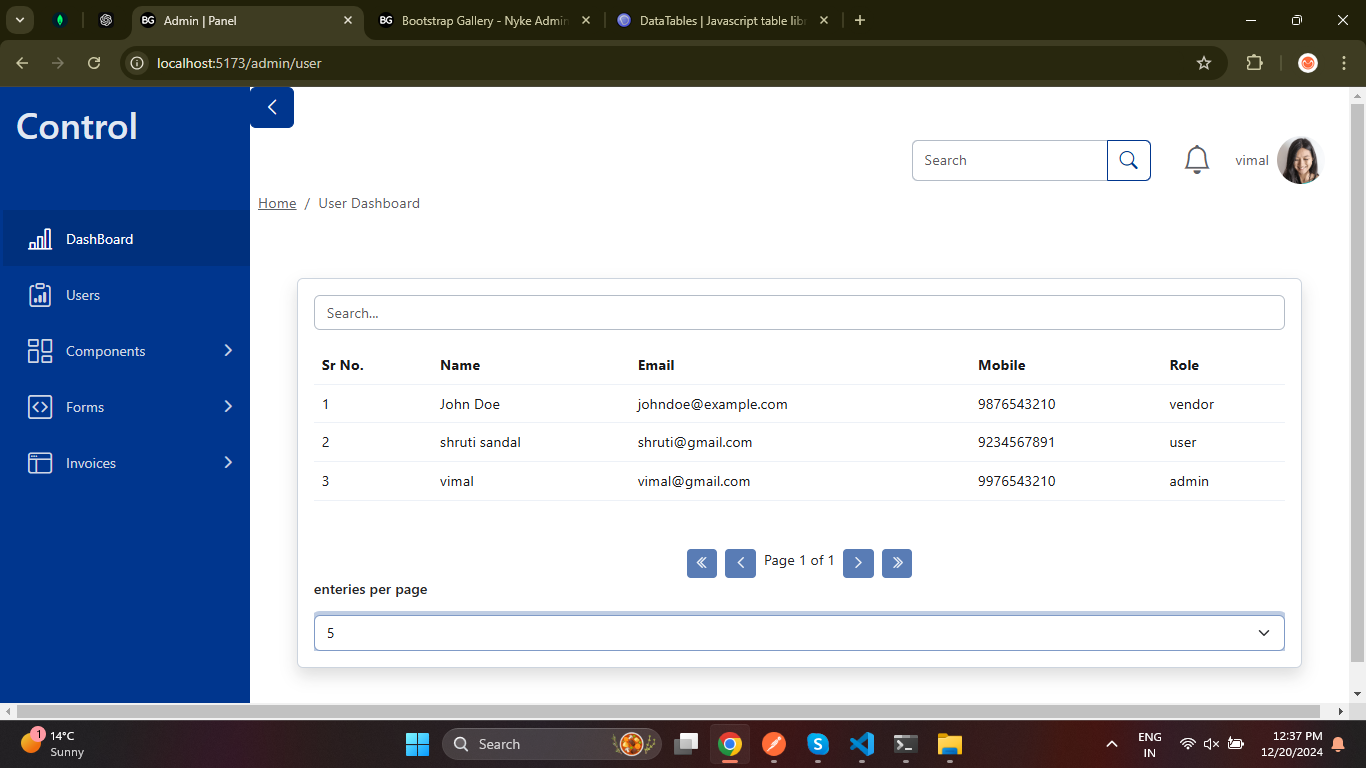 BG Admin | Panel
BG Bootstrap Gallery - Nyke Admin
DataTables | Javascript table lib
localhost:5173/admin/user
Control
Search
vimal
Home / User Dashboard
DashBoard
Users
Components
Forms
Invoices
Search...
Sr No. Name Email Mobile Role
1 John Doe johndoe@example.com 9876543210 vendor
2 shruti sandal shruti@gmail.com 9234567891 user
3 vimal vimal@gmail.com 9976543210 admin
Page 1 of 1
enteries per page
5
1
14°C
Sunny
Search
S
ENG
IN
12:37 PM
12/20/2024